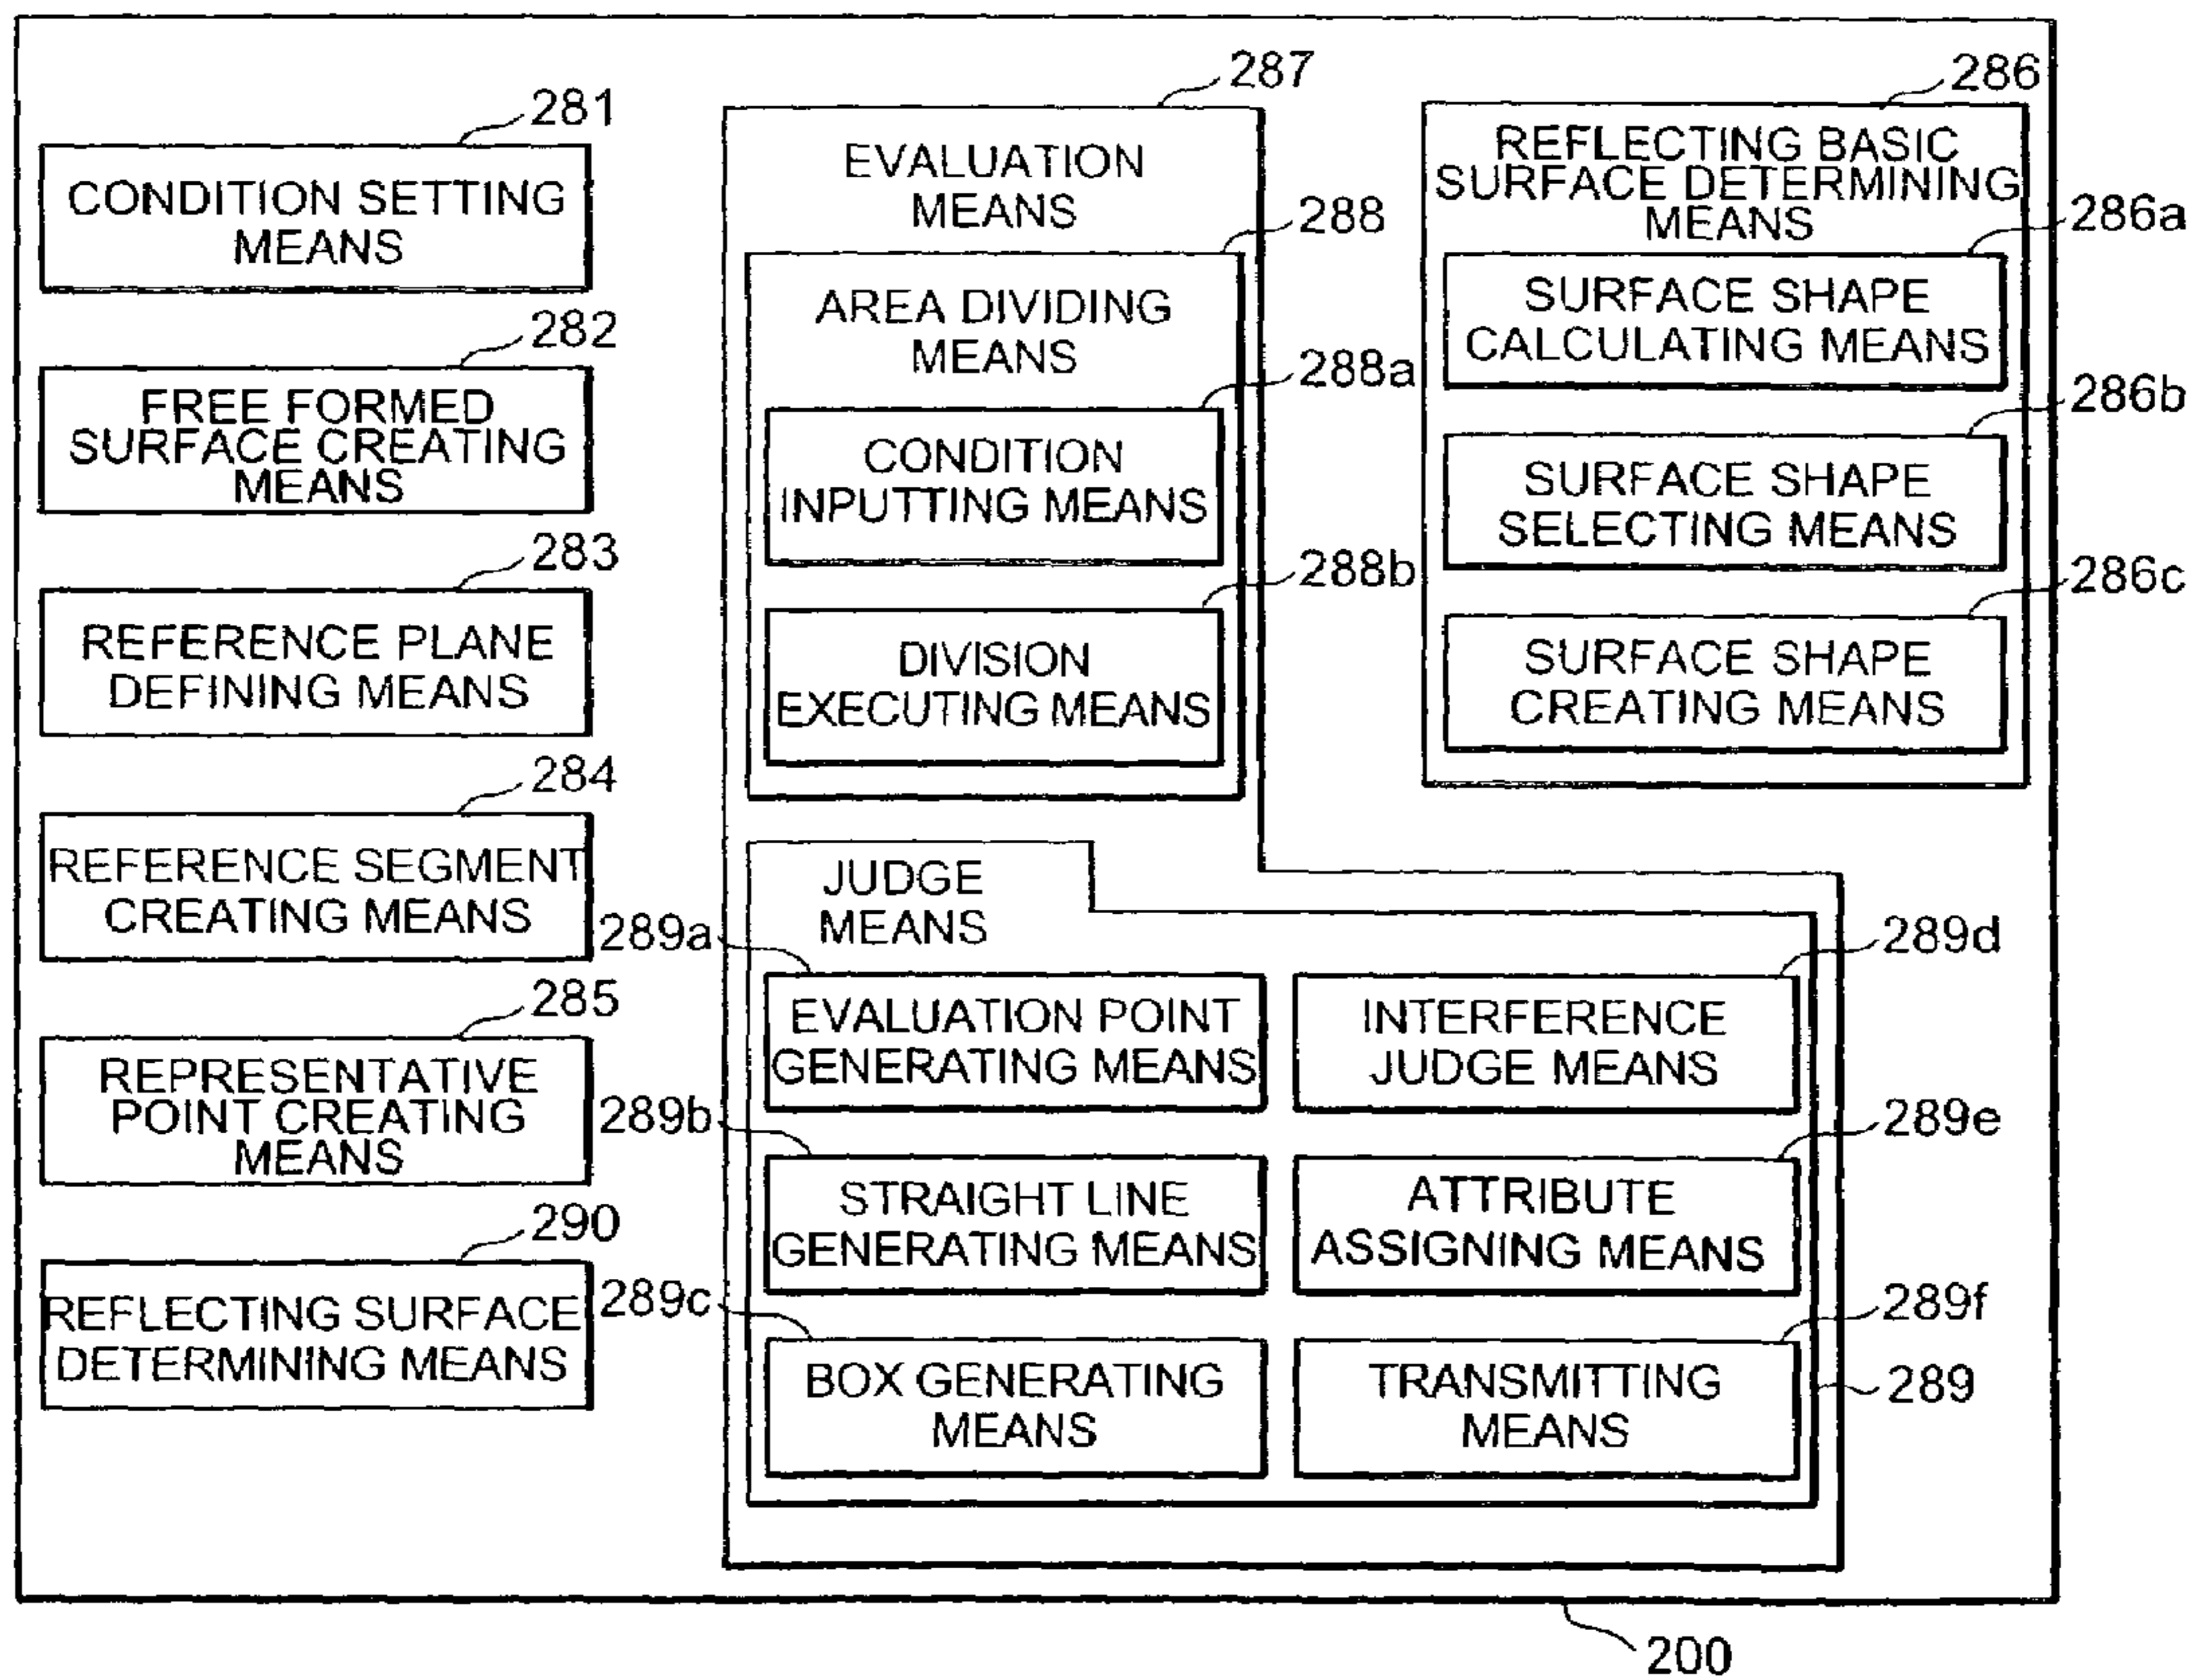 281
CONDITION SETTING
MEANS
282
FREE FORMED
SURFACE CREATING
MEANS
283
REFERENCE PLANE
DEFINING MEANS
284
REFERENCE SEGMENT
CREATING MEANS
285
REPRESENTATIVE
POINT CREATING
MEANS
290
REFLECTING SURFACE
DETERMINING MEANS
287
EVALUATION
MEANS
288
AREA DIVIDING
MEANS
288a
CONDITION
INPUTTING MEANS
288b
DIVISION
EXECUTING MEANS
JUDGE
MEANS
289a
EVALUATION POINT
GENERATING MEANS
289b
STRAIGHT LINE
GENERATING MEANS
289c
BOX GENERATING
MEANS
289d
INTERFERENCE
JUDGE MEANS
289e
ATTRIBUTE
ASSIGNING MEANS
289f
TRANSMITTING
MEANS
289
286
REFLECTING BASIC
SURFACE DETERMINING
MEANS
286a
SURFACE SHAPE
CALCULATING MEANS
286b
SURFACE SHAPE
SELECTING MEANS
286c
SURFACE SHAPE
CREATING MEANS
200